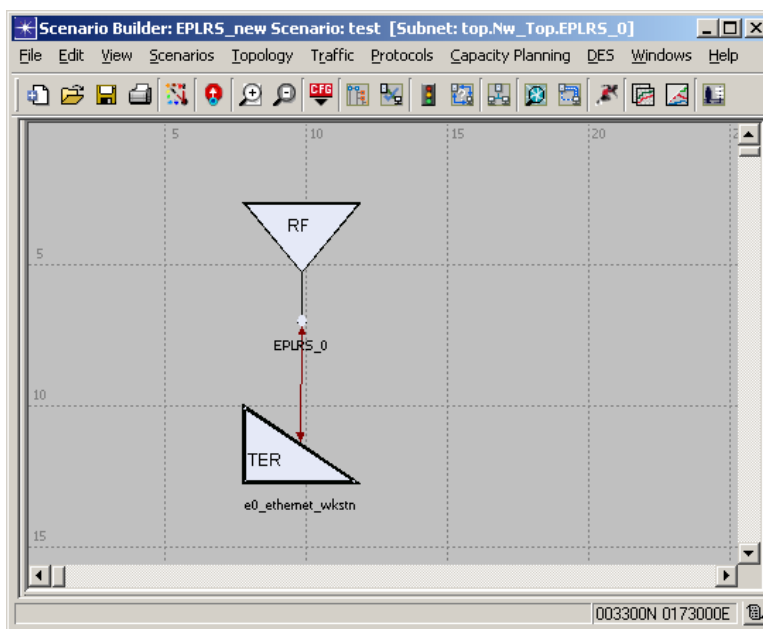 Scenario Builder: EPLRS_new Scenario: test [Subnet: top.Nw_Top.EPLRS_0]
File Edit View Scenarios Topology Traffic Protocols Capacity Planning DES Windows Help
CFG
5 10 15 20
RF
5
EPLRS_0
10
TER
e0_ethernet_wkstn
15
003300N 0173000E